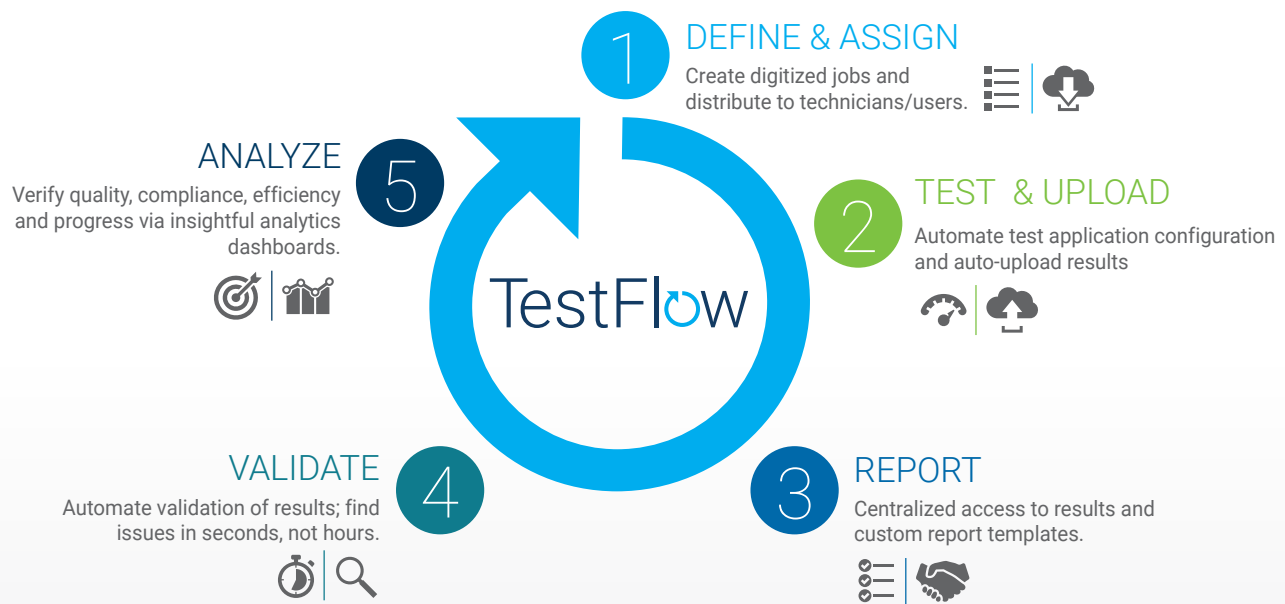 1
DEFINE & ASSIGN
Create digitized jobs and
distribute to technicians/users.
2
TEST & UPLOAD
Automate test application configuration
and auto-upload results
3
REPORT
Centralized access to results and
custom report templates.
4
VALIDATE
Automate validation of results; find
issues in seconds, not hours.
5
ANALYZE
Verify quality, compliance, efficiency
and progress via insightful analytics
dashboards.
TestFlow